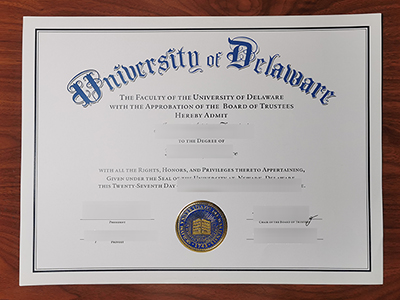 University of Delaware
The Faculty of the University of Delaware
with the Approbation of the Board of Trustees
Hereby Admit
to the Degree of
with all the Rights, Honors, and Privileges thereto Appertaining,
Given under the Seal of the University at Newark, Delaware
this Twenty-Seventh Day
President
Chair of the Board of Trustees
Provost